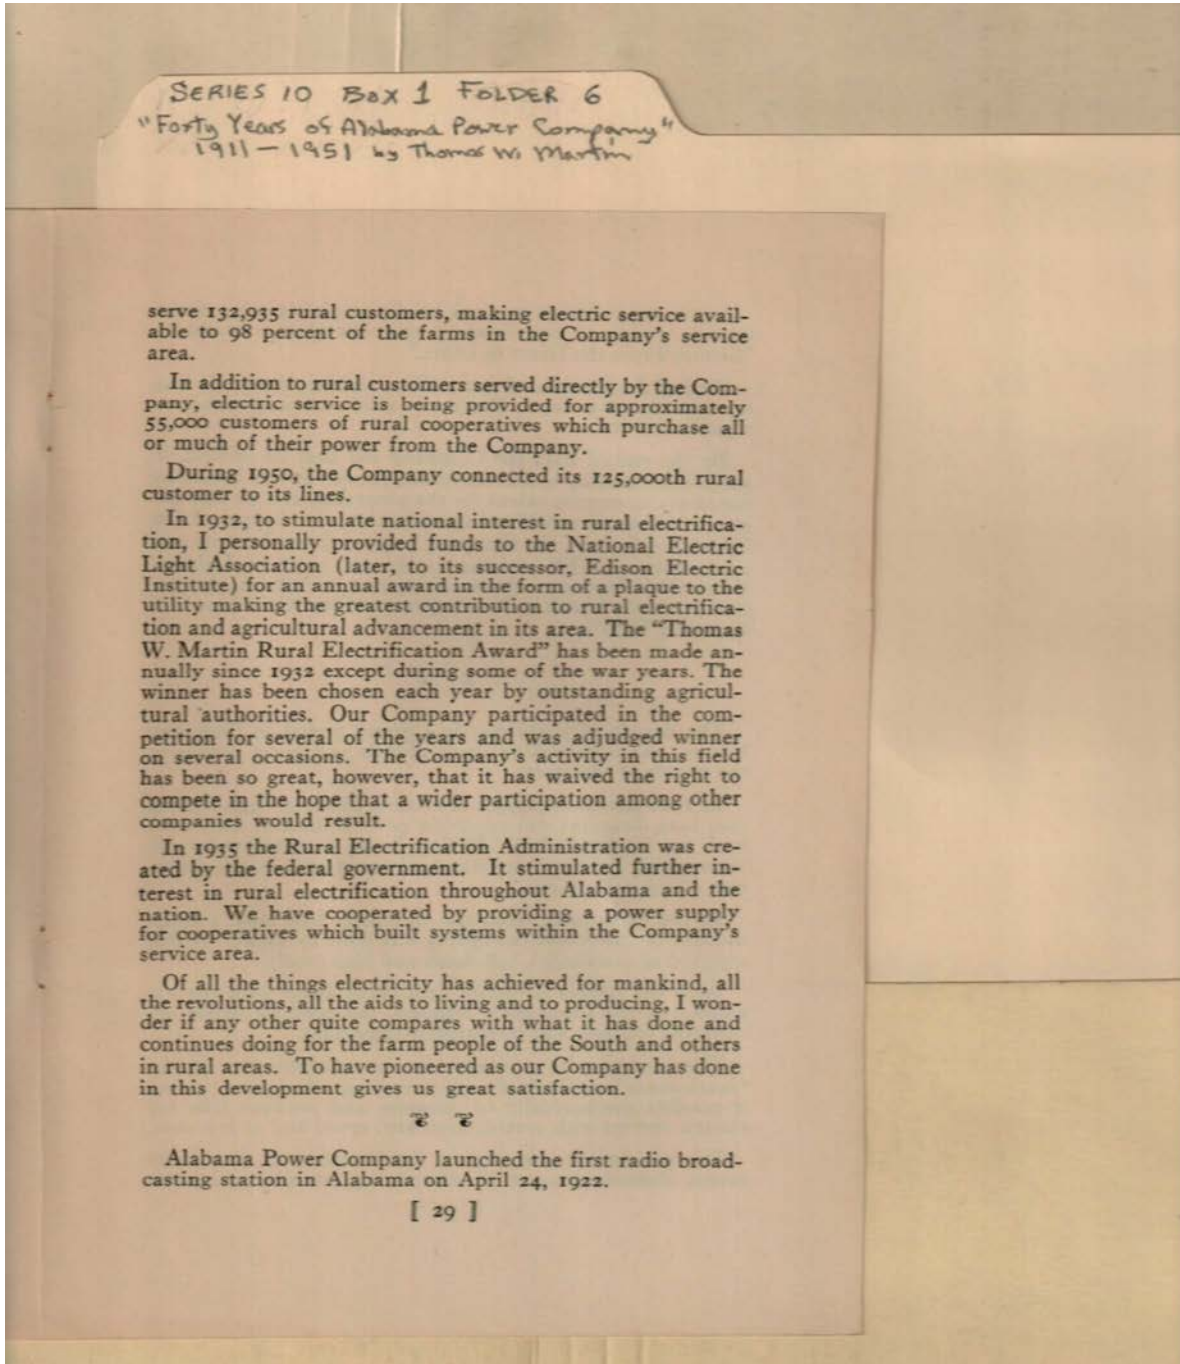 SERIES 10 BOX 1 FOLDER 6
"Forty Years of Alabama Power Company"
1911-1951 by Thomas W. Martin
serve 132,935 rural customers, making electric service avail-
able to 98 percent of the farms in the Company's service
area.
In addition to rural customers served directly by the Com-
pany, electric service is being provided for approximately
55,000 customers of rural cooperatives which purchase all
or much of their power from the Company.
During 1950, the Company connected its 125,000th rural
customer to its lines.
In 1932, to stimulate national interest in rural electrifica-
tion, I personally provided funds to the National Electric
Light Association (later, to its successor, Edison Electric
Institute) for an annual award in the form of a plaque to the
utility making the greatest contribution to rural electrifica-
tion and agricultural advancement in its area. The "Thomas
W. Martin Rural Electrification Award" has been made an-
nually since 1932 except during some of the war years. The
winner has been chosen each year by outstanding agricul-
tural authorities. Our Company participated in the com-
petition for several of the years and was adjudged winner
on several occasions. The Company's activity in this field
has been so great, however, that it has waived the right to
compete in the hope that a wider participation among other
companies would result.
In 1935 the Rural Electrification Administration was cre-
ated by the federal government. It stimulated further in-
terest in rural electrification throughout Alabama and the
nation. We have cooperated by providing a power supply
for cooperatives which built systems within the Company's
service area.
Of all the things electricity has achieved for mankind, all
the revolutions, all the aids to living and to producing, I won-
der if any other quite compares with what it has done and
continues doing for the farm people of the South and others
in rural areas. To have pioneered as our Company has done
in this development gives us great satisfaction.
Alabama Power Company launched the first radio broad-
casting station in Alabama on April 24, 1922.
[ 29 ]